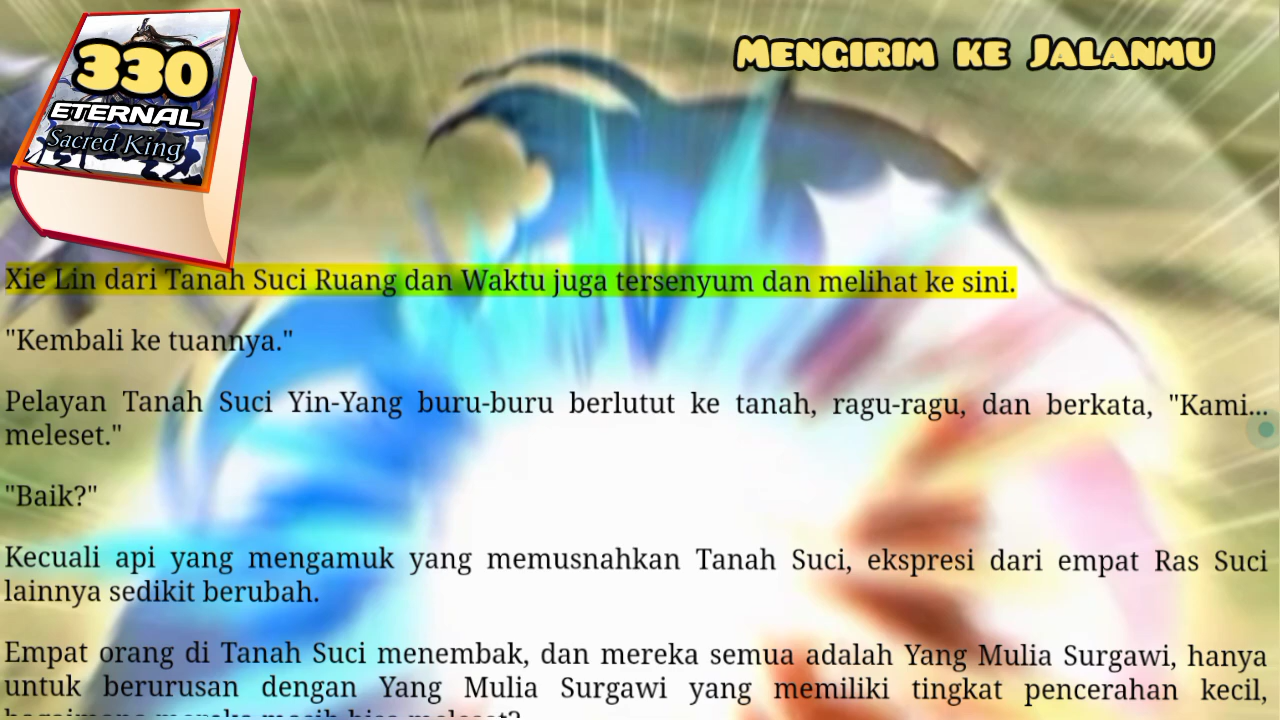 330
ETERNAL
Sacred King
MENGIRIM KE JALANMU
Xie Lin dari Tanah Suci Ruang dan Waktu juga tersenyum dan melihat ke sini.
"Kembali ke tuannya."
Pelayan Tanah Suci Yin-Yang buru-buru berlutut ke tanah, ragu-ragu, dan berkata, "Kami...
meleset."
"Baik?"
Kecuali api yang mengamuk yang memusnahkan Tanah Suci, ekspresi dari empat Ras Suci
lainnya sedikit berubah.
Empat orang di Tanah Suci menembak, dan mereka semua adalah Yang Mulia Surgawi, hanya
untuk berurusan dengan Yang Mulia Surgawi yang memiliki tingkat pencerahan kecil,